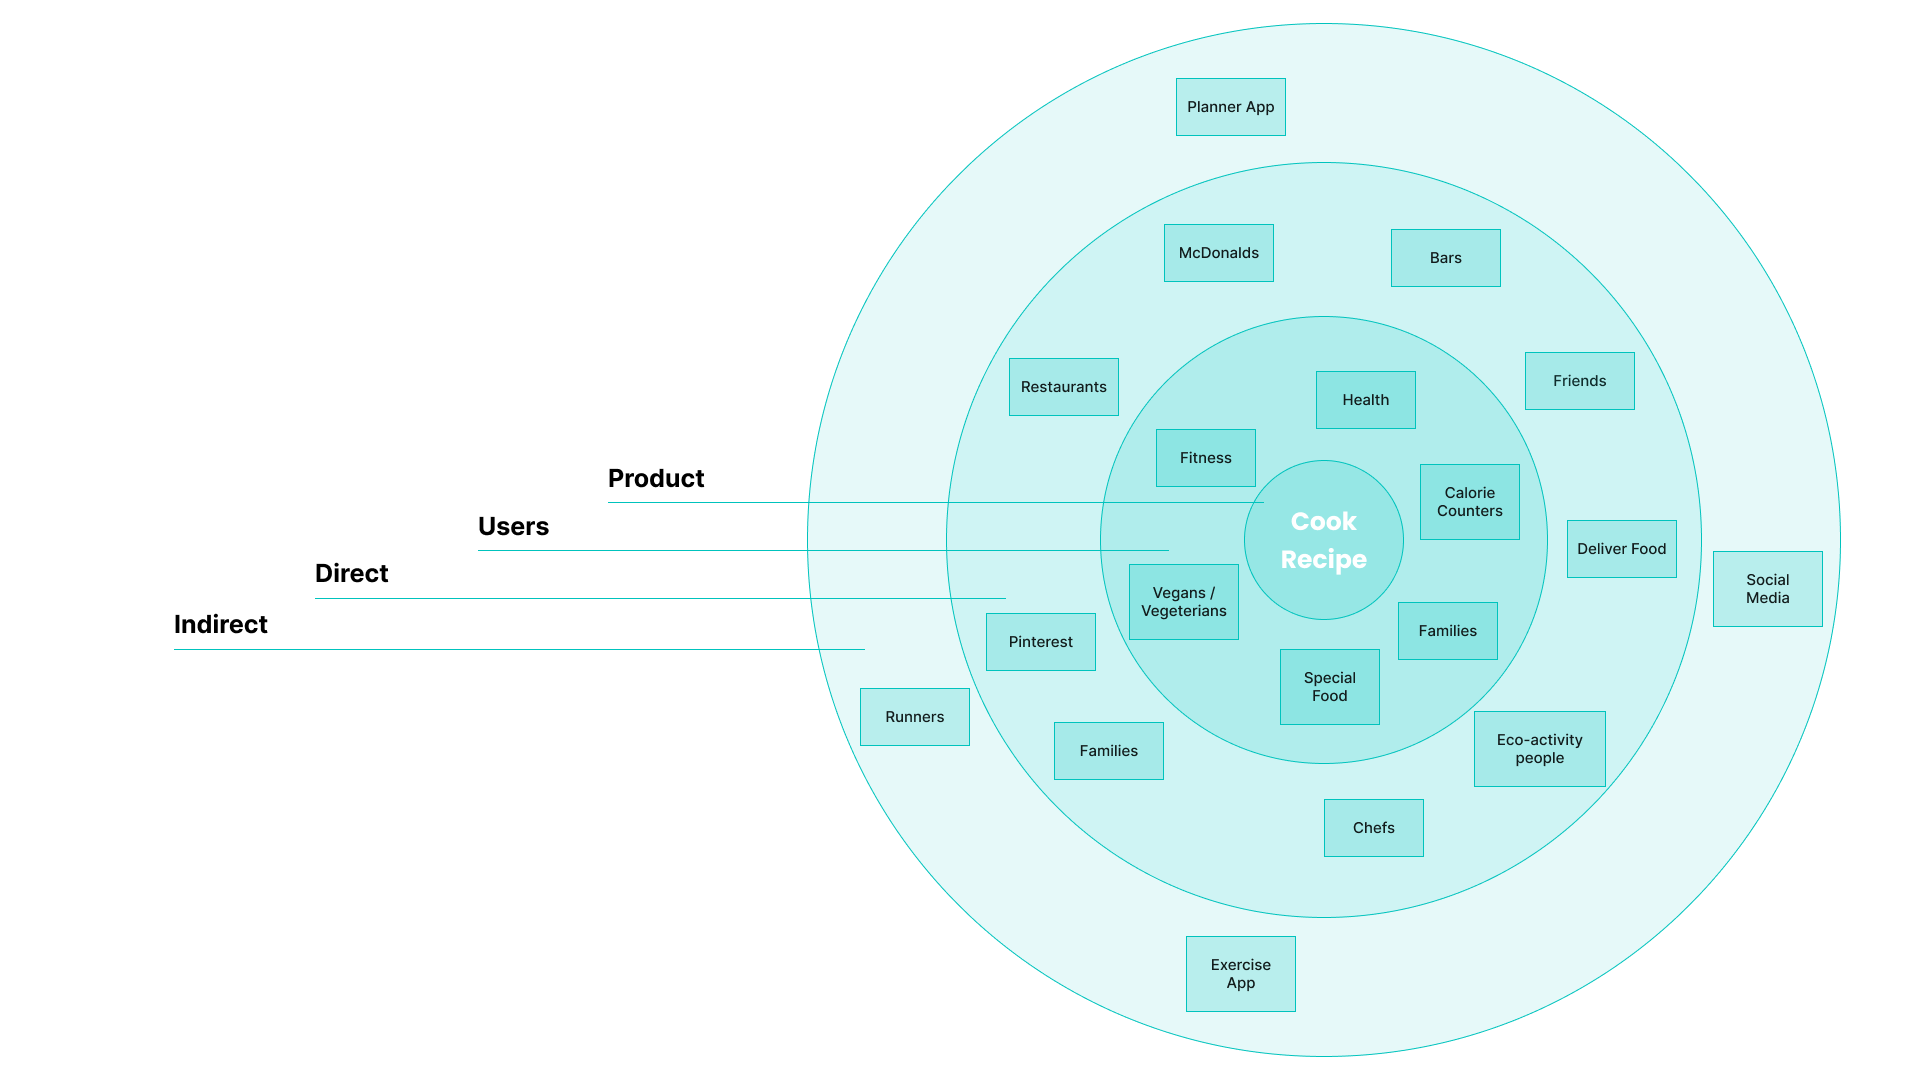 Planner App
McDonalds
Bars
Restaurants
Friends
Health
Fitness
Product
Calorie
Counters
Users
Cook
Recipe
Deliver Food
Direct
Social
Media
Vegans /
Vegeterians
Indirect
Pinterest
Families
Special
Food
Runners
Families
Eco-activity
people
Chefs
Exercise
App